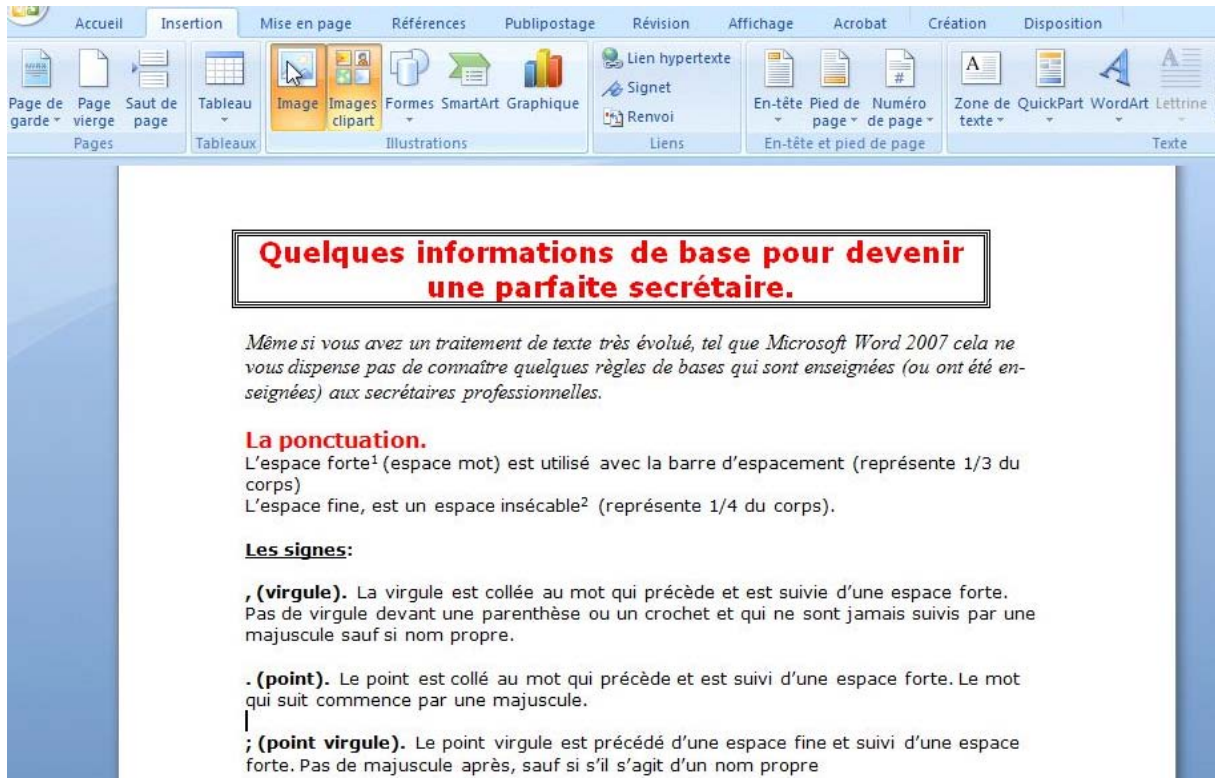 Accueil Insertion Mise en page Références Publipostage Révision Affichage Acrobat Création Disposition
Page de garde Page vierge Saut de page Tableau Image Images clipart Formes SmartArt Graphique Lien hypertexte Signet Renvoi En-tête Pied de page Numéro de page Zone de texte QuickPart WordArt Lettrine
Pages Tableaux Illustrations Liens En-tête et pied de page Texte
Quelques informations de base pour devenir
une parfaite secrétaire.
Même si vous avez un traitement de texte très évolué, tel que Microsoft Word 2007 cela ne
vous dispense pas de connaître quelques règles de bases qui sont enseignées (ou ont été en-
seignées) aux secrétaires professionnelles.
La ponctuation.
L’espace forte¹ (espace mot) est utilisé avec la barre d’espacement (représente 1/3 du
corps)
L’espace fine, est un espace insécable² (représente 1/4 du corps).
Les signes:
, (virgule). La virgule est collée au mot qui précède et est suivie d’une espace forte.
Pas de virgule devant une parenthèse ou un crochet et qui ne sont jamais suivis par une
majuscule sauf si nom propre.
. (point). Le point est collé au mot qui précède et est suivi d’une espace forte. Le mot
qui suit commence par une majuscule.
; (point virgule). Le point virgule est précédé d’une espace fine et suivi d’une espace
forte. Pas de majuscule après, sauf si s’il s’agit d’un nom propre